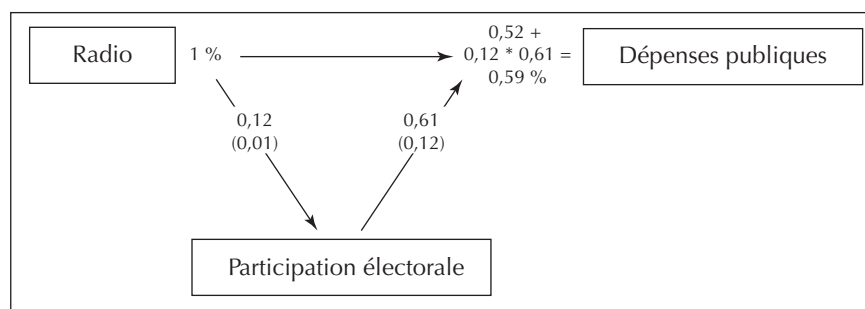 Radio
1 %
0,52 +
0,12 * 0,61 =
0,59 %
Dépenses publiques
0,12
(0,01)
0,61
(0,12)
Participation électorale